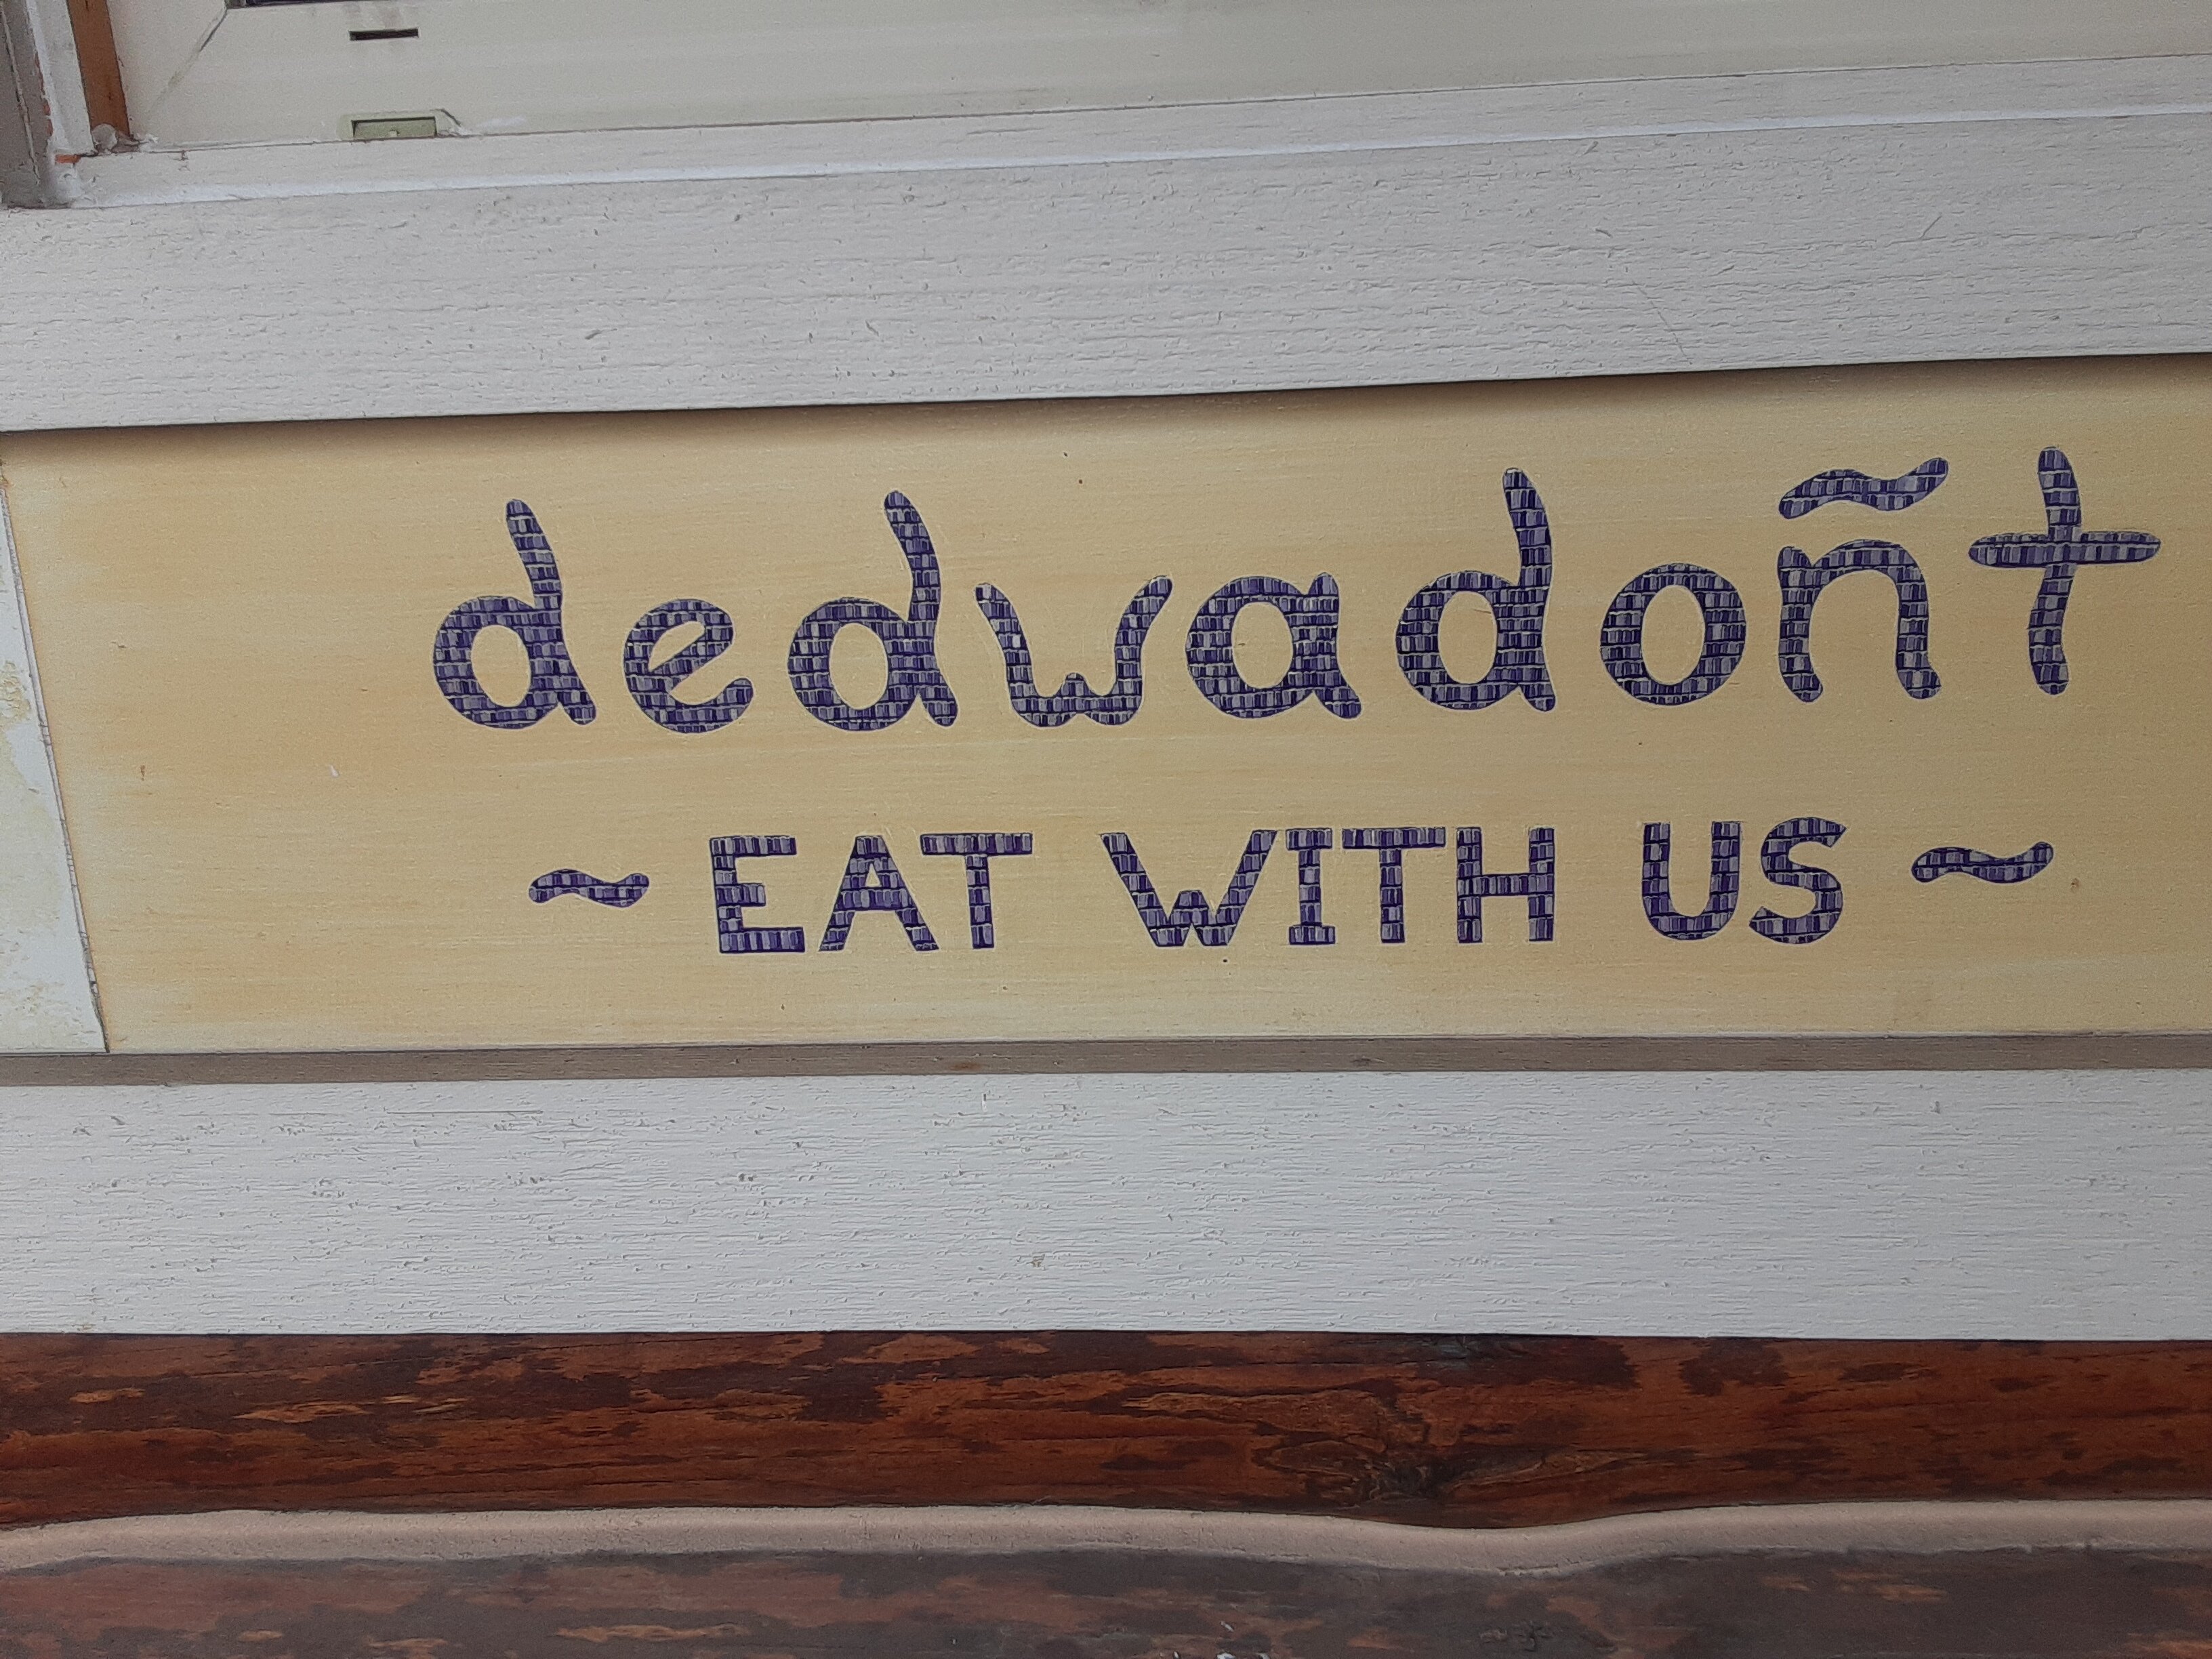 dedwadoñt
~ EAT WITH US ~